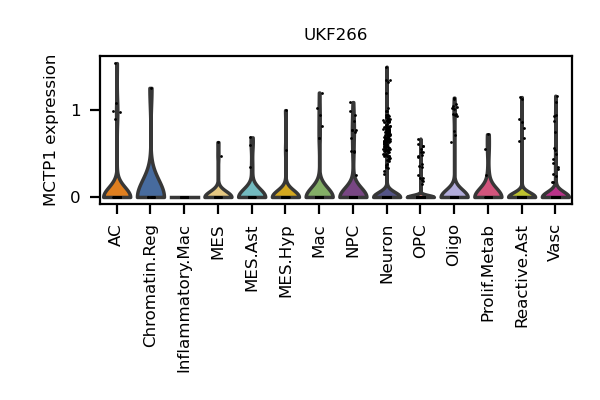 UKF266
MCTP1 expression
1
0
AC
Chromatin.Reg
Inflammatory.Mac
MES
MES.Ast
MES.Hyp
Mac
NPC
Neuron
OPC
Oligo
Prolif.Metab
Reactive.Ast
Vasc